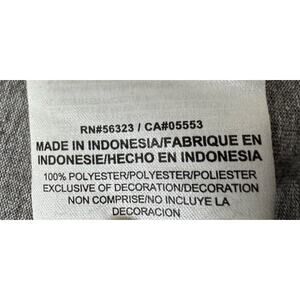 RN#56323 / CA#05553
MADE IN INDONESIA/FABRIQUE EN
INDONESIE/HECHO EN INDONESIA
100% POLYESTER/POLYESTER/POLIESTER
EXCLUSIVE OF DECORATION/DECORATION
NON COMPRISE/NO INCLUYE LA
DECORACION